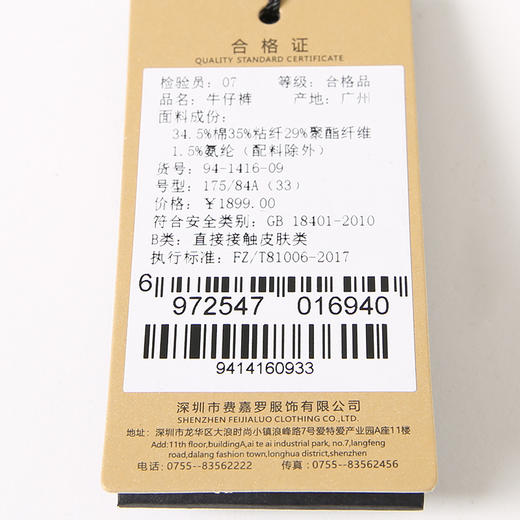 合格证
QUALITY STANDARD CERTIFICATE
检验员: 07 等级: 合格品
品名: 牛仔裤 产地: 广州
面料成份:
34.5%棉35%粘纤29%聚酯纤维
1.5%氨纶(配料除外)
货号: 94-1416-09
号型: 175/84A (33)
价格: ¥1899.00
符合安全类别: GB 18401-2010
B类: 直接接触皮肤类
执行标准: FZ/T81006-2017
6 972547 016940
9414160933
深圳市费嘉罗服饰有限公司
SHENZHEN FEIJIALUO CLOTHING CO.,LTD.
地址: 深圳市龙华区大浪时尚小镇浪峰路7号爱特爱产业园A座11楼
Add:11th floor,buildingA,ai te ai industrial park, no.7,langfeng
road,dalang fashion town,longhua district,shenzhen
电话: 0755--83562222 传真: 0755--83562456